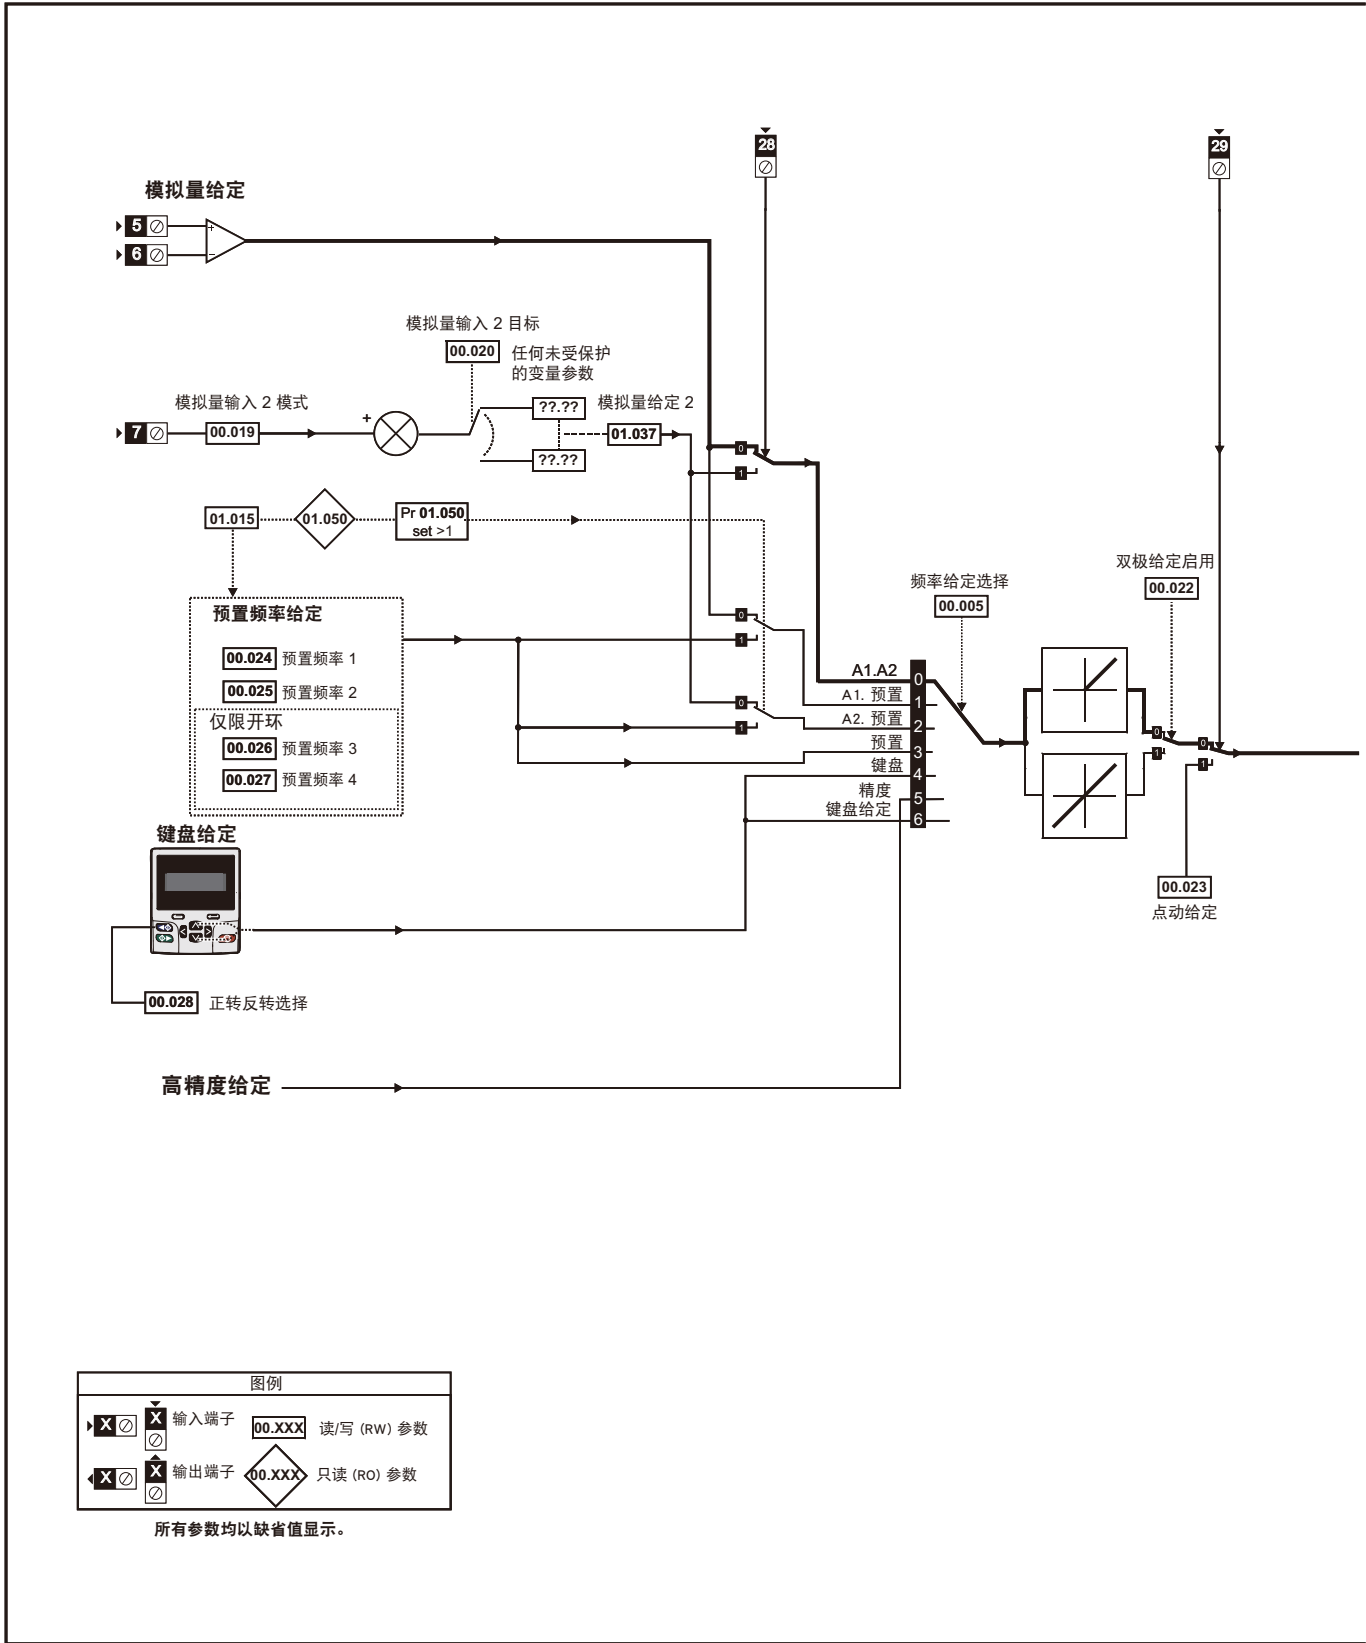 28
29
模拟量给定
5
6
+
−
模拟量输入 2 目标
00.020
任何未受保护
的变量参数
模拟量输入 2 模式
7
00.019
+
??.??
??.??
模拟量给定 2
01.037
0
1
01.015
01.050
Pr 01.050
set >1
预置频率给定
00.024 预置频率 1
00.025 预置频率 2
仅限开环
00.026 预置频率 3
00.027 预置频率 4
0
1
0
1
频率给定选择
00.005
双极给定启用
00.022
A1.A2 0
A1. 预置 1
A2. 预置 2
预置 3
键盘 4
精度 5
键盘给定 6
0
1
0
1
00.023
点动给定
键盘给定
00.028 正转反转选择
高精度给定
图例
X X 输入端子 00.XXX 读/写 (RW) 参数
X X 输出端子 00.XXX 只读 (RO) 参数
所有参数均以缺省值显示。